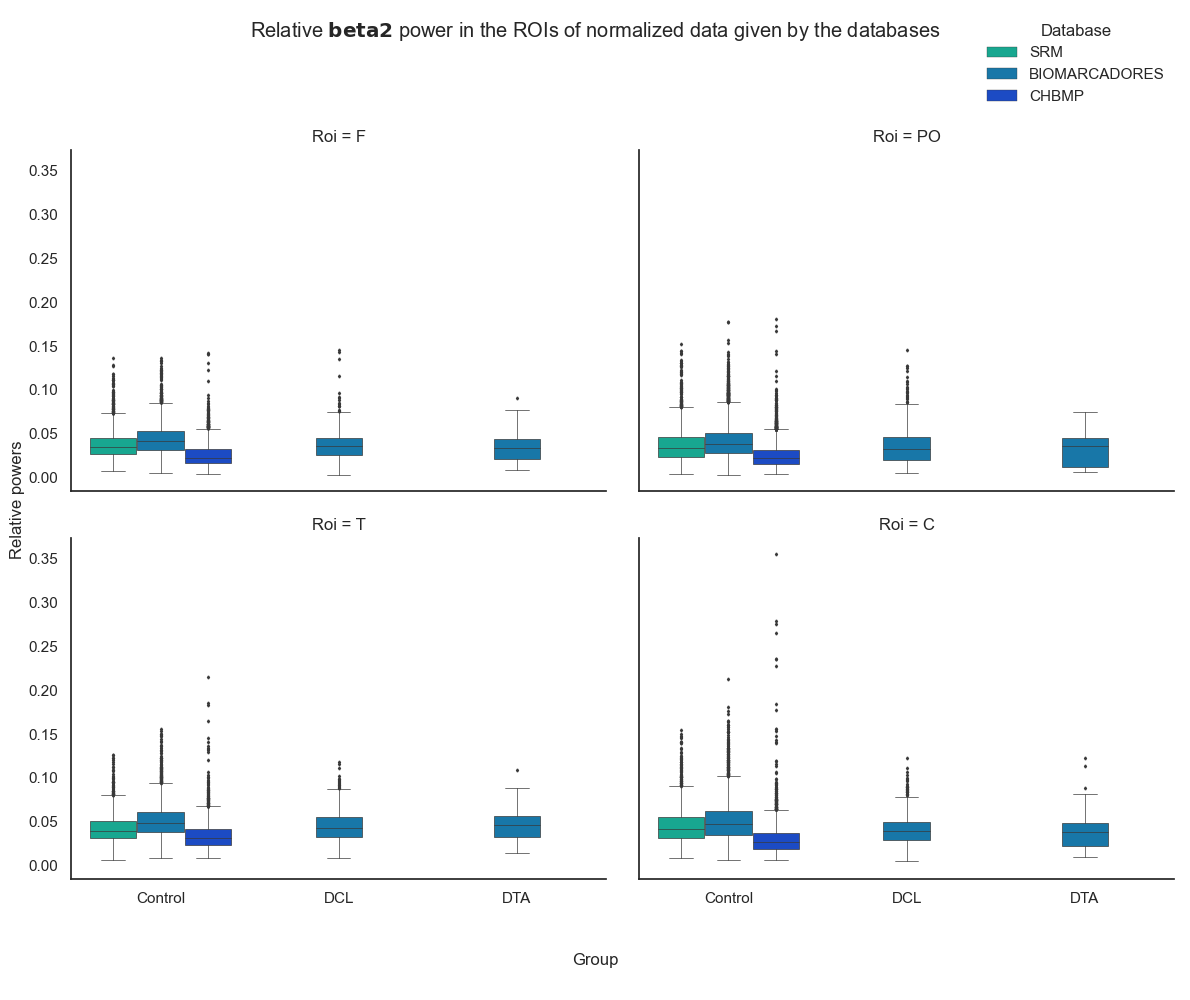 Relative beta2 power in the ROIs of normalized data given by the databases
Database
SRM
BIOMARCADORES
CHBMP
Roi = F
Roi = PO
0.35
0.30
0.25
0.20
0.15
0.10
0.05
0.00
Relative powers
Roi = T
Roi = C
0.35
0.30
0.25
0.20
0.15
0.10
0.05
0.00
Control DCL DTA
Control DCL DTA
Group